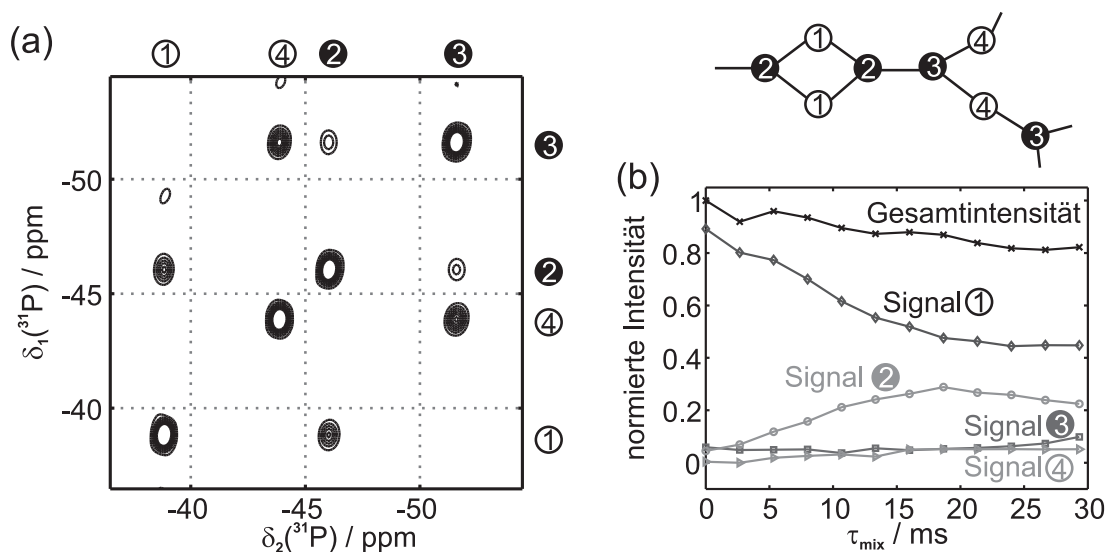 (a)
① ④ ❷ ❸
❸
-50
❷
-45
④
-40
①
δ₁(³¹P) / ppm
-40 -45 -50
δ₂(³¹P) / ppm
① ④
❷ ❷ ❸
① ④
❸
(b)
1
0.8
0.6
0.4
0.2
0
normierte Intensität
Gesamtintensität
Signal ①
Signal ❷
Signal ❸
Signal ④
0 5 10 15 20 25 30
τmix / ms